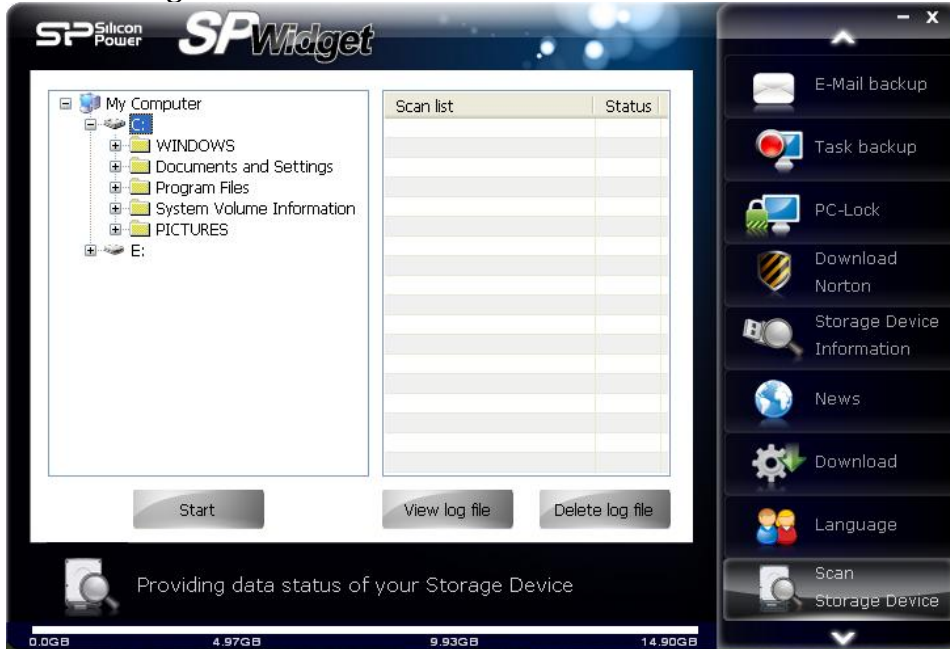 SP Silicon Power
SPWidget
- x
My Computer
C:
WINDOWS
Documents and Settings
Program Files
System Volume Information
PICTURES
E:
Scan list Status
Start
View log file
Delete log file
Providing data status of your Storage Device
0.0GB 4.97GB 9.93GB 14.90GB
E-Mail backup
Task backup
PC-Lock
Download
Norton
Storage Device
Information
News
Download
Language
Scan
Storage Device